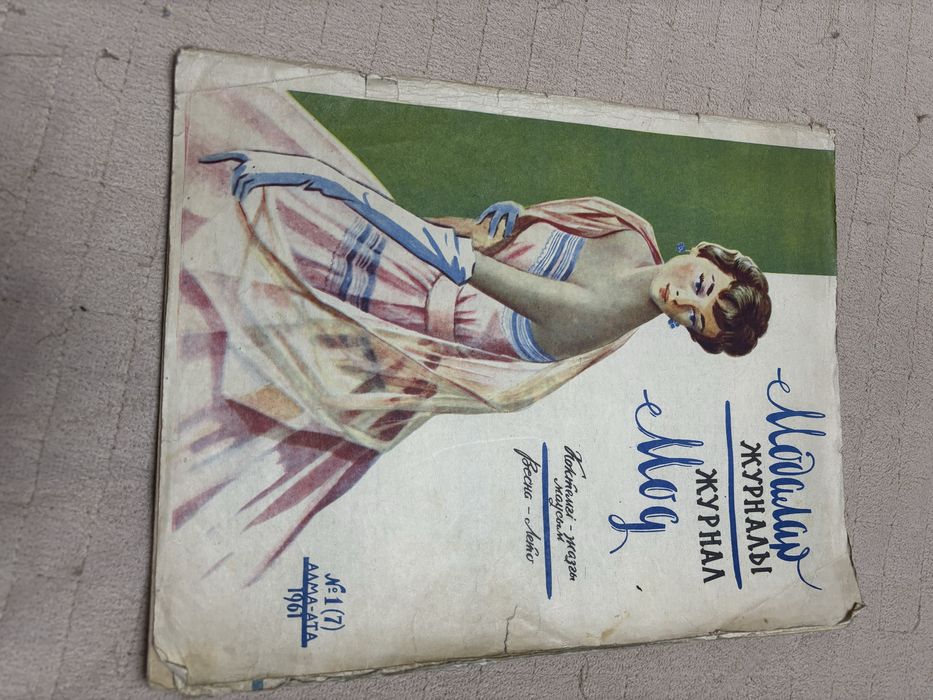 Модалар
ЖУРНАЛЫ
ЖУРНАЛ
Мод
Көктемгі - жазғы
маусым
Весна - Лето
№ 1 (7)
АЛМА-АТА
1961